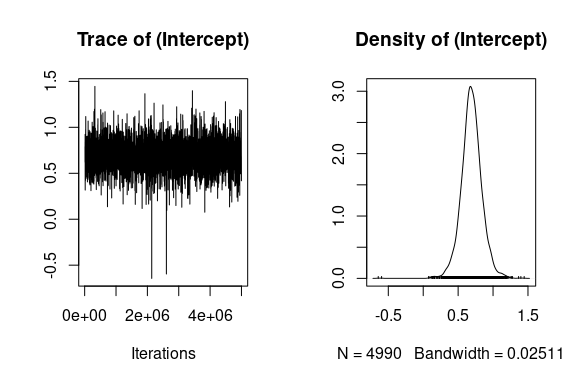 Trace of (Intercept)
-0.5 0.0 0.5 1.0 1.5
0e+00 2e+06 4e+06
Iterations
Density of (Intercept)
0.0 1.0 2.0 3.0
-0.5 0.5 1.5
N = 4990 Bandwidth = 0.02511